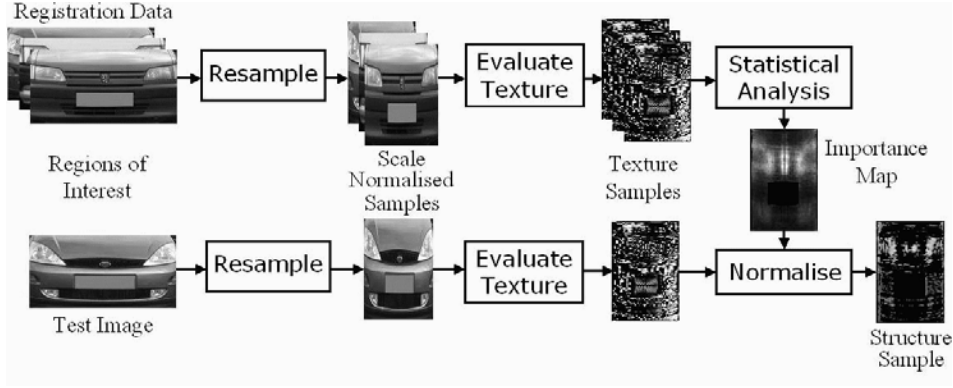 Registration Data
Resample
Evaluate
Texture
Statistical
Analysis
Regions of
Interest
Scale
Normalised
Samples
Texture
Samples
Importance
Map
Resample
Evaluate
Texture
Normalise
Test Image
Structure
Sample